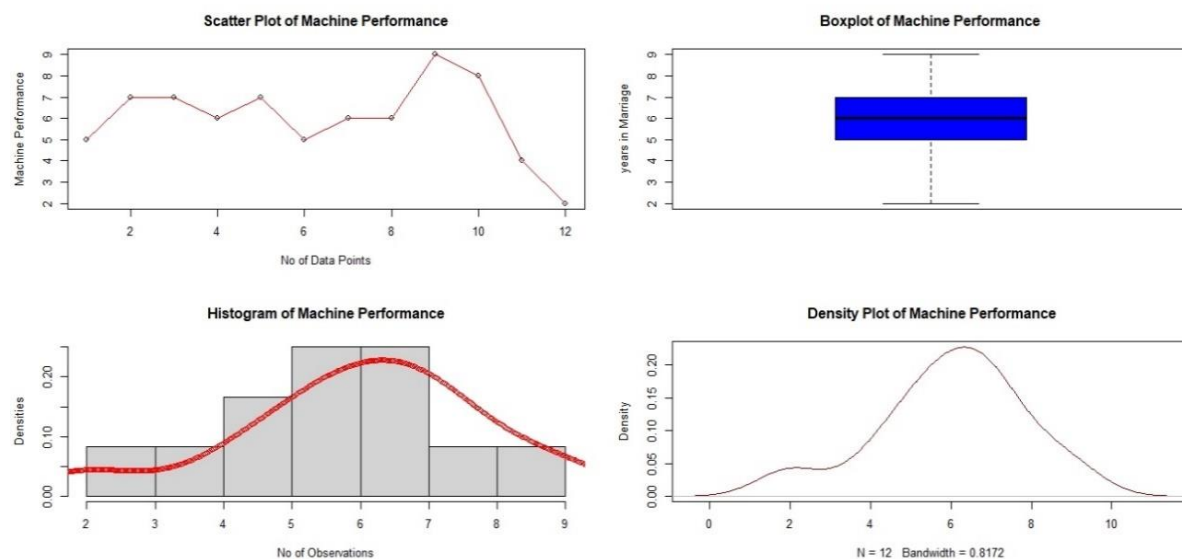 Scatter Plot of Machine Performance
Machine Performance
2 3 4 5 6 7 8 9
2 4 6 8 10 12
No of Data Points
Boxplot of Machine Performance
years in Marriage
2 3 4 5 6 7 8 9
Histogram of Machine Performance
Densities
0.00 0.10 0.20
2 3 4 5 6 7 8 9
No of Observations
Density Plot of Machine Performance
Density
0.00 0.05 0.10 0.15 0.20
0 2 4 6 8 10
N = 12 Bandwidth = 0.8172